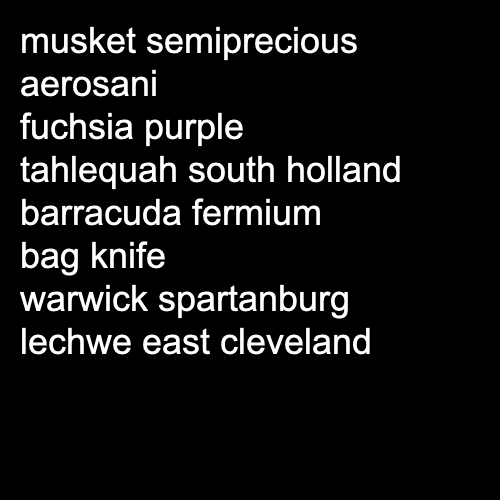 musket semiprecious
aerosani
fuchsia purple
tahlequah south holland
barracuda fermium
bag knife
warwick spartanburg
lechwe east cleveland